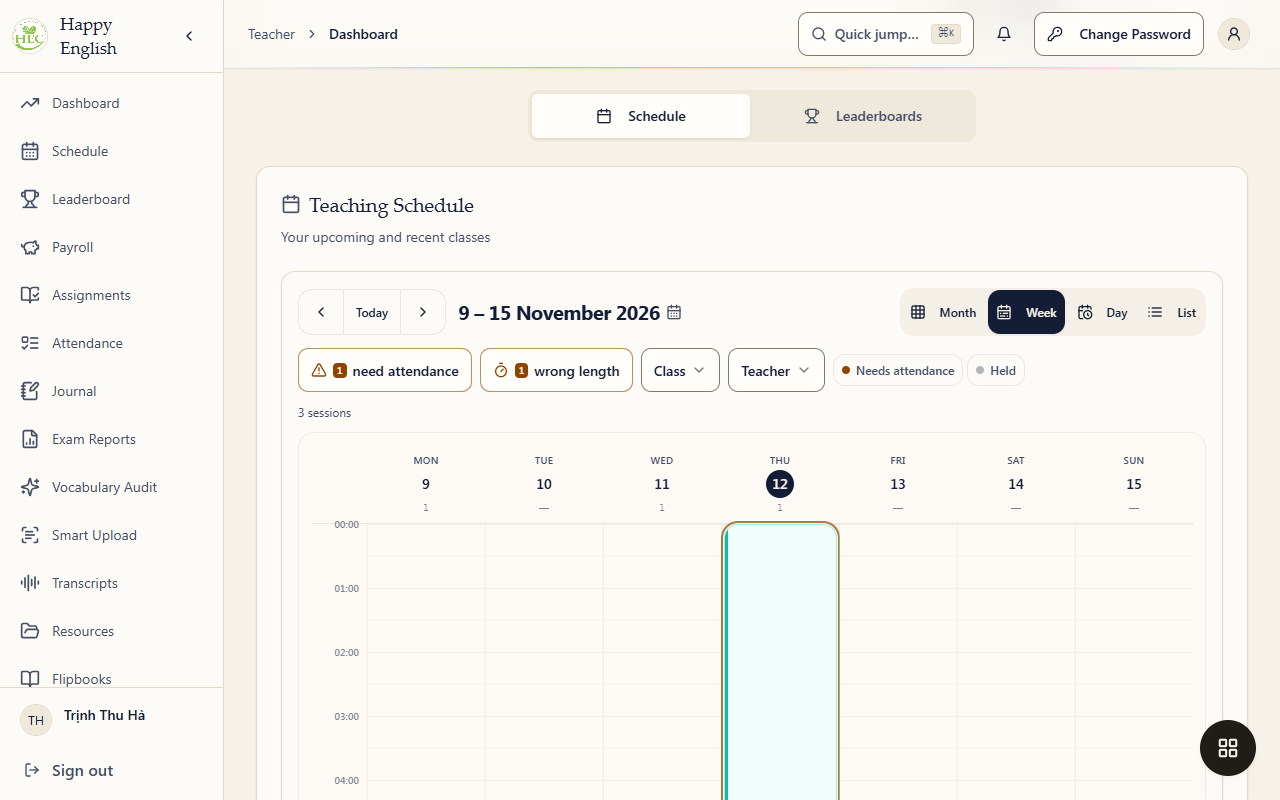 Happy
English
HEC
Dashboard
Schedule
Leaderboard
Payroll
Assignments
Attendance
Journal
Exam Reports
Vocabulary Audit
Smart Upload
Transcripts
Resources
Flipbooks
TH
Trịnh Thu Hà
Sign out
Teacher
Dashboard
Quick jump...
⌘K
Change Password
Schedule
Leaderboards
Teaching Schedule
Your upcoming and recent classes
Today
9 – 15 November 2026
Month
Week
Day
List
1 need attendance
1 wrong length
Class
Teacher
Needs attendance
Held
3 sessions
MON TUE WED THU FRI SAT SUN
9 10 11 12 13 14 15
1 — 1 1 — — —
00:00
01:00
02:00
03:00
04:00